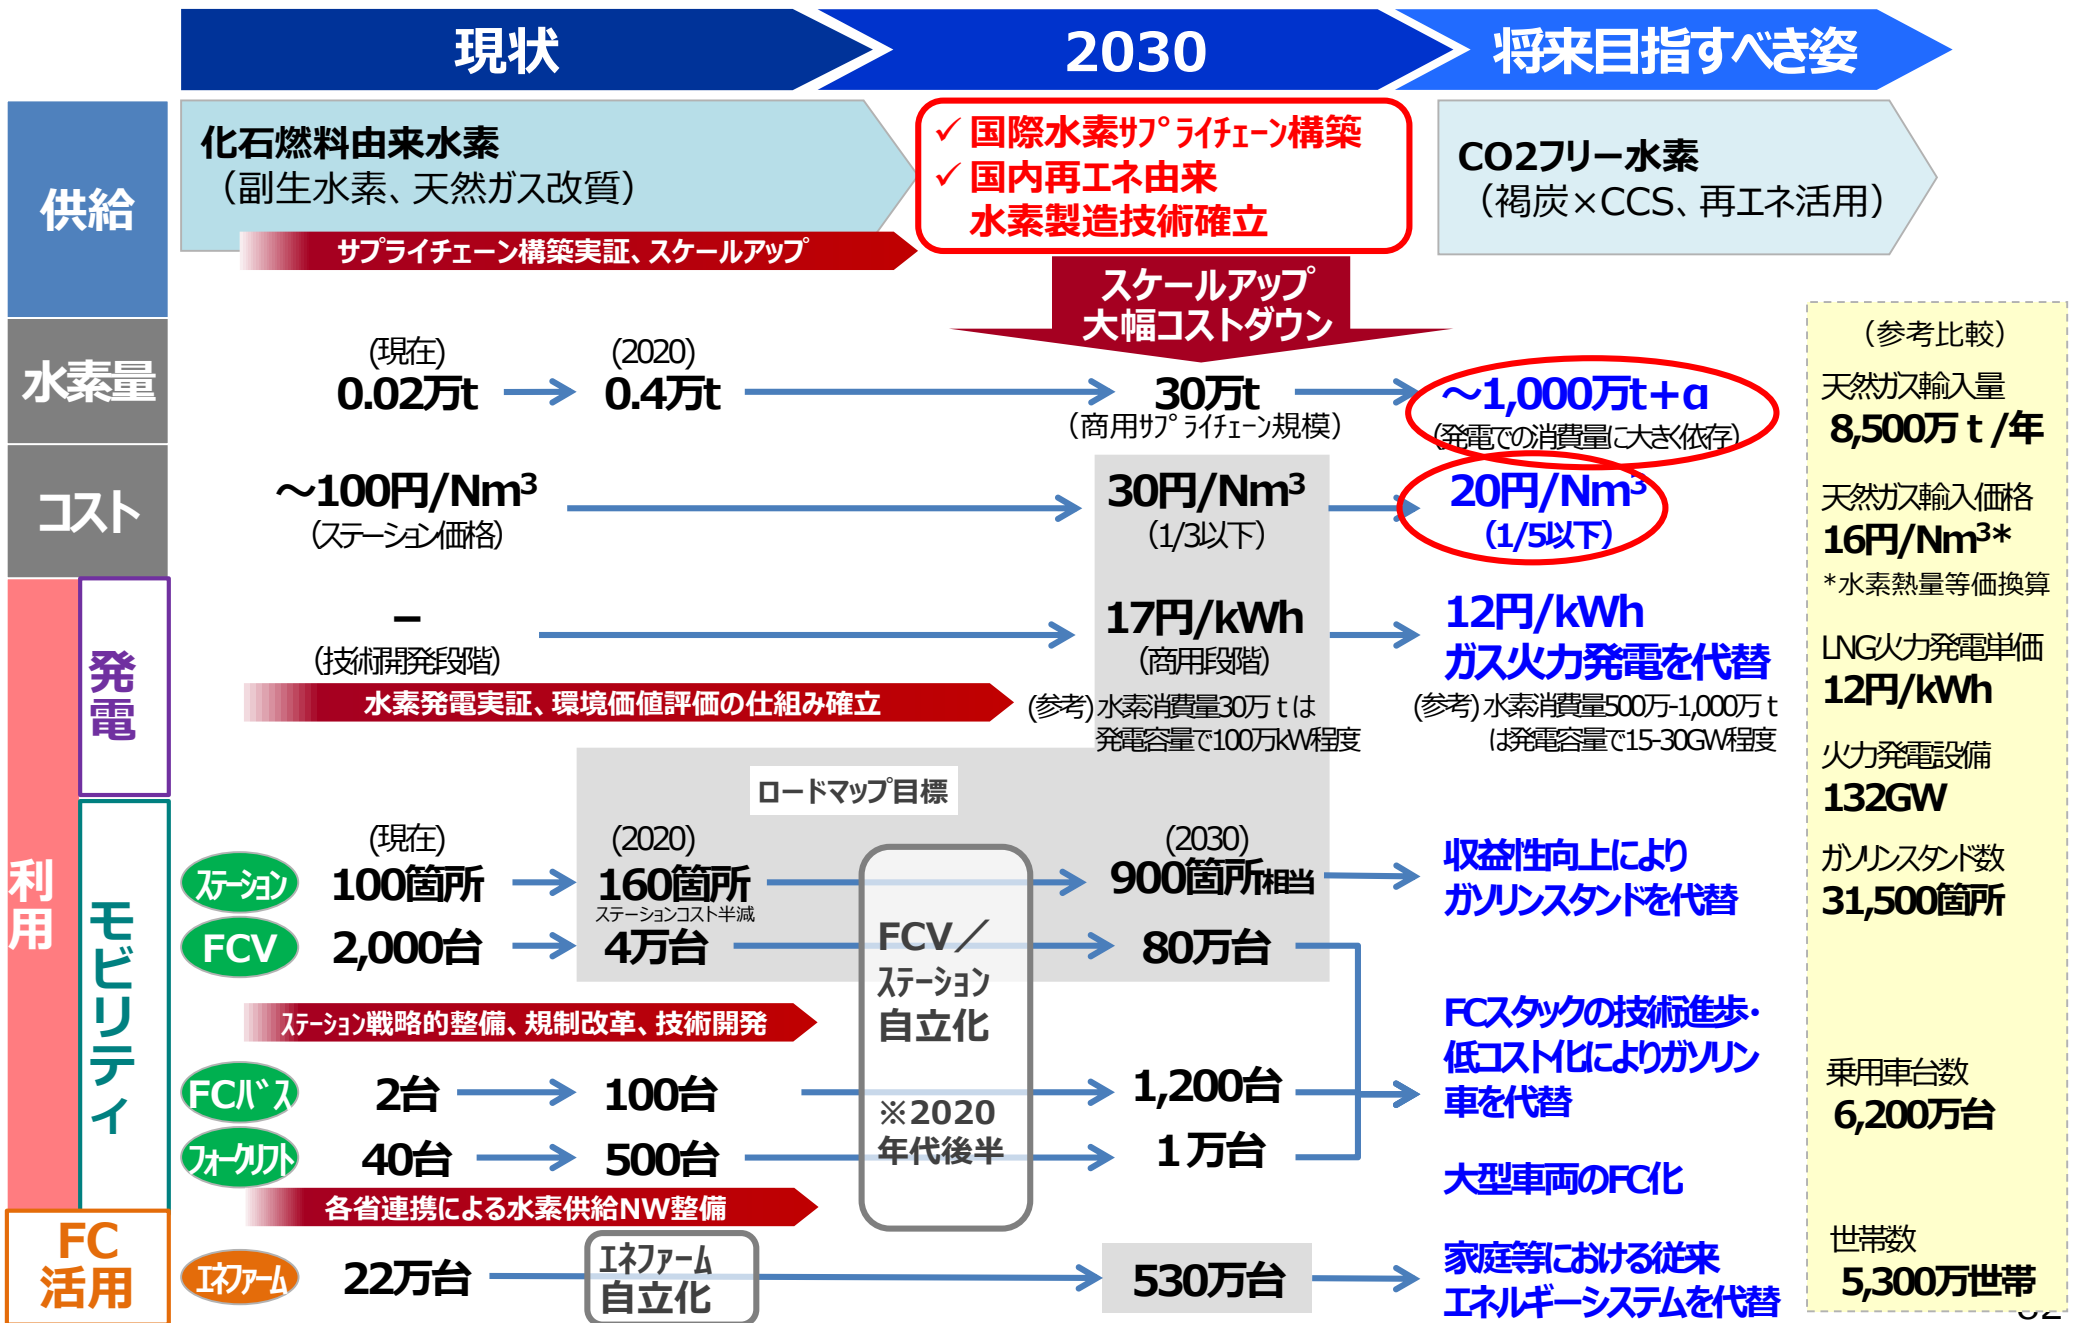 現状
2030
将来目指すべき姿
供給
化石燃料由来水素
（副生水素、天然ガス改質）
サプライチェーン構築実証、スケールアップ
✓ 国際水素ｻﾌﾟﾗｲﾁｪｰﾝ構築
✓ 国内再エネ由来
水素製造技術確立
CO2フリー水素
（褐炭×CCS、再エネ活用）
スケールアップ
大幅コストダウン
水素量
(現在)
0.02万t
(2020)
0.4万t
30万t
（商用ｻﾌﾟﾗｲﾁｪｰﾝ規模）
～1,000万t+α
(発電での消費量に大きく依存)
コスト
～100円/Nm³
（ステーション価格）
30円/Nm³
（1/3以下）
20円/Nm³
（1/5以下）
利用
発電
－
(技術開発段階)
17円/kWh
(商用段階)
12円/kWh
ガス火力発電を代替
水素発電実証、環境価値評価の仕組み確立
(参考) 水素消費量30万ｔは
発電容量で100万kW程度
(参考) 水素消費量500万-1,000万ｔ
は発電容量で15-30GW程度
ロードマップ目標
モビリティ
(現在)
(2020)
(2030)
ｽﾃｰｼｮﾝ
100箇所
160箇所
ステーションコスト半減
900箇所相当
収益性向上により
ガソリンスタンドを代替
FCV
2,000台
4万台
80万台
FCV／
ｽﾃｰｼｮﾝ
自立化
※2020
年代後半
ｽﾃｰｼｮﾝ戦略的整備、規制改革、技術開発
FCスタックの技術進歩・
低コスト化によりガソリン
車を代替
FCﾊﾞｽ
2台
100台
1,200台
ﾌｫｰｸﾘﾌﾄ
40台
500台
1万台
大型車両のFC化
各省連携による水素供給NW整備
FC
活用
ｴﾈﾌｧｰﾑ
22万台
ｴﾈﾌｧｰﾑ
自立化
530万台
家庭等における従来
エネルギーシステムを代替
（参考比較）
天然ガス輸入量
8,500万ｔ/年
天然ガス輸入価格
16円/Nm³*
*水素熱量等価換算
LNG火力発電単価
12円/kWh
火力発電設備
132GW
ガソリンスタンド数
31,500箇所
乗用車台数
6,200万台
世帯数
5,300万世帯